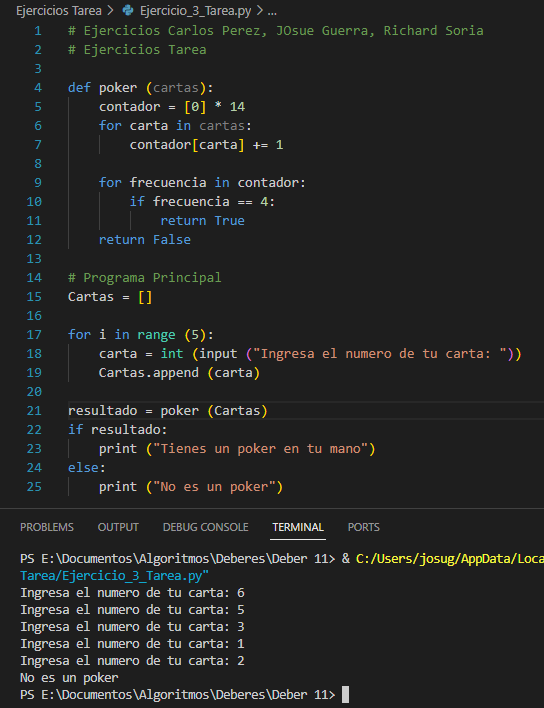 Ejercicios Tarea > Ejercicio_3_Tarea.py > ...
1 # Ejercicios Carlos Perez, JOsue Guerra, Richard Soria
2 # Ejercicios Tarea
3
4 def poker (cartas):
5     contador = [0] * 14
6     for carta in cartas:
7         contador[carta] += 1
8
9     for frecuencia in contador:
10         if frecuencia == 4:
11             return True
12     return False
13
14 # Programa Principal
15 Cartas = []
16
17 for i in range (5):
18     carta = int (input ("Ingresa el numero de tu carta: "))
19     Cartas.append (carta)
20
21 resultado = poker (Cartas)
22 if resultado:
23     print ("Tienes un poker en tu mano")
24 else:
25     print ("No es un poker")
PROBLEMS OUTPUT DEBUG CONSOLE TERMINAL PORTS
PS E:\Documentos\Algoritmos\Deberes\Deber 11> & C:/Users/josug/AppData/Loca
Tarea/Ejercicio_3_Tarea.py"
Ingresa el numero de tu carta: 6
Ingresa el numero de tu carta: 5
Ingresa el numero de tu carta: 3
Ingresa el numero de tu carta: 1
Ingresa el numero de tu carta: 2
No es un poker
PS E:\Documentos\Algoritmos\Deberes\Deber 11>